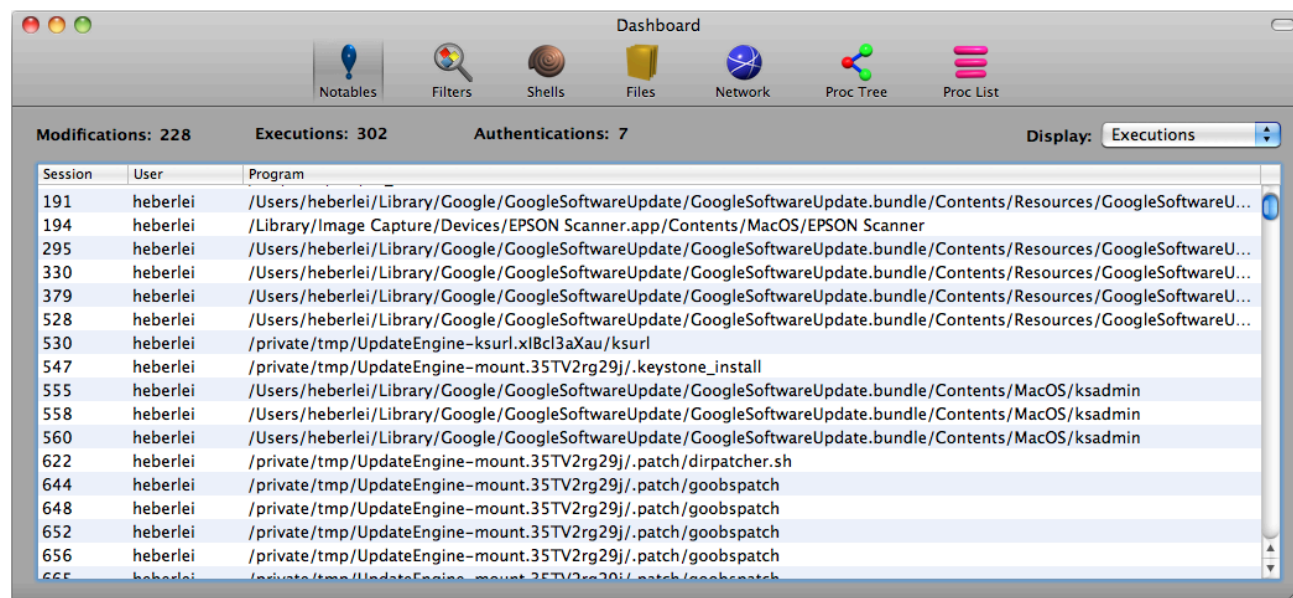 Dashboard
Notables Filters Shells Files Network Proc Tree Proc List
Modifications: 228 Executions: 302 Authentications: 7 Display: Executions
Session User Program
191 heberlei /Users/heberlei/Library/Google/GoogleSoftwareUpdate/GoogleSoftwareUpdate.bundle/Contents/Resources/GoogleSoftwareU...
194 heberlei /Library/Image Capture/Devices/EPSON Scanner.app/Contents/MacOS/EPSON Scanner
295 heberlei /Users/heberlei/Library/Google/GoogleSoftwareUpdate/GoogleSoftwareUpdate.bundle/Contents/Resources/GoogleSoftwareU...
330 heberlei /Users/heberlei/Library/Google/GoogleSoftwareUpdate/GoogleSoftwareUpdate.bundle/Contents/Resources/GoogleSoftwareU...
379 heberlei /Users/heberlei/Library/Google/GoogleSoftwareUpdate/GoogleSoftwareUpdate.bundle/Contents/Resources/GoogleSoftwareU...
528 heberlei /Users/heberlei/Library/Google/GoogleSoftwareUpdate/GoogleSoftwareUpdate.bundle/Contents/Resources/GoogleSoftwareU...
530 heberlei /private/tmp/UpdateEngine-ksurl.xIBcl3aXau/ksurl
547 heberlei /private/tmp/UpdateEngine-mount.35TV2rg29j/.keystone_install
555 heberlei /Users/heberlei/Library/Google/GoogleSoftwareUpdate/GoogleSoftwareUpdate.bundle/Contents/MacOS/ksadmin
558 heberlei /Users/heberlei/Library/Google/GoogleSoftwareUpdate/GoogleSoftwareUpdate.bundle/Contents/MacOS/ksadmin
560 heberlei /Users/heberlei/Library/Google/GoogleSoftwareUpdate/GoogleSoftwareUpdate.bundle/Contents/MacOS/ksadmin
622 heberlei /private/tmp/UpdateEngine-mount.35TV2rg29j/.patch/dirpatcher.sh
644 heberlei /private/tmp/UpdateEngine-mount.35TV2rg29j/.patch/goobspatch
648 heberlei /private/tmp/UpdateEngine-mount.35TV2rg29j/.patch/goobspatch
652 heberlei /private/tmp/UpdateEngine-mount.35TV2rg29j/.patch/goobspatch
656 heberlei /private/tmp/UpdateEngine-mount.35TV2rg29j/.patch/goobspatch